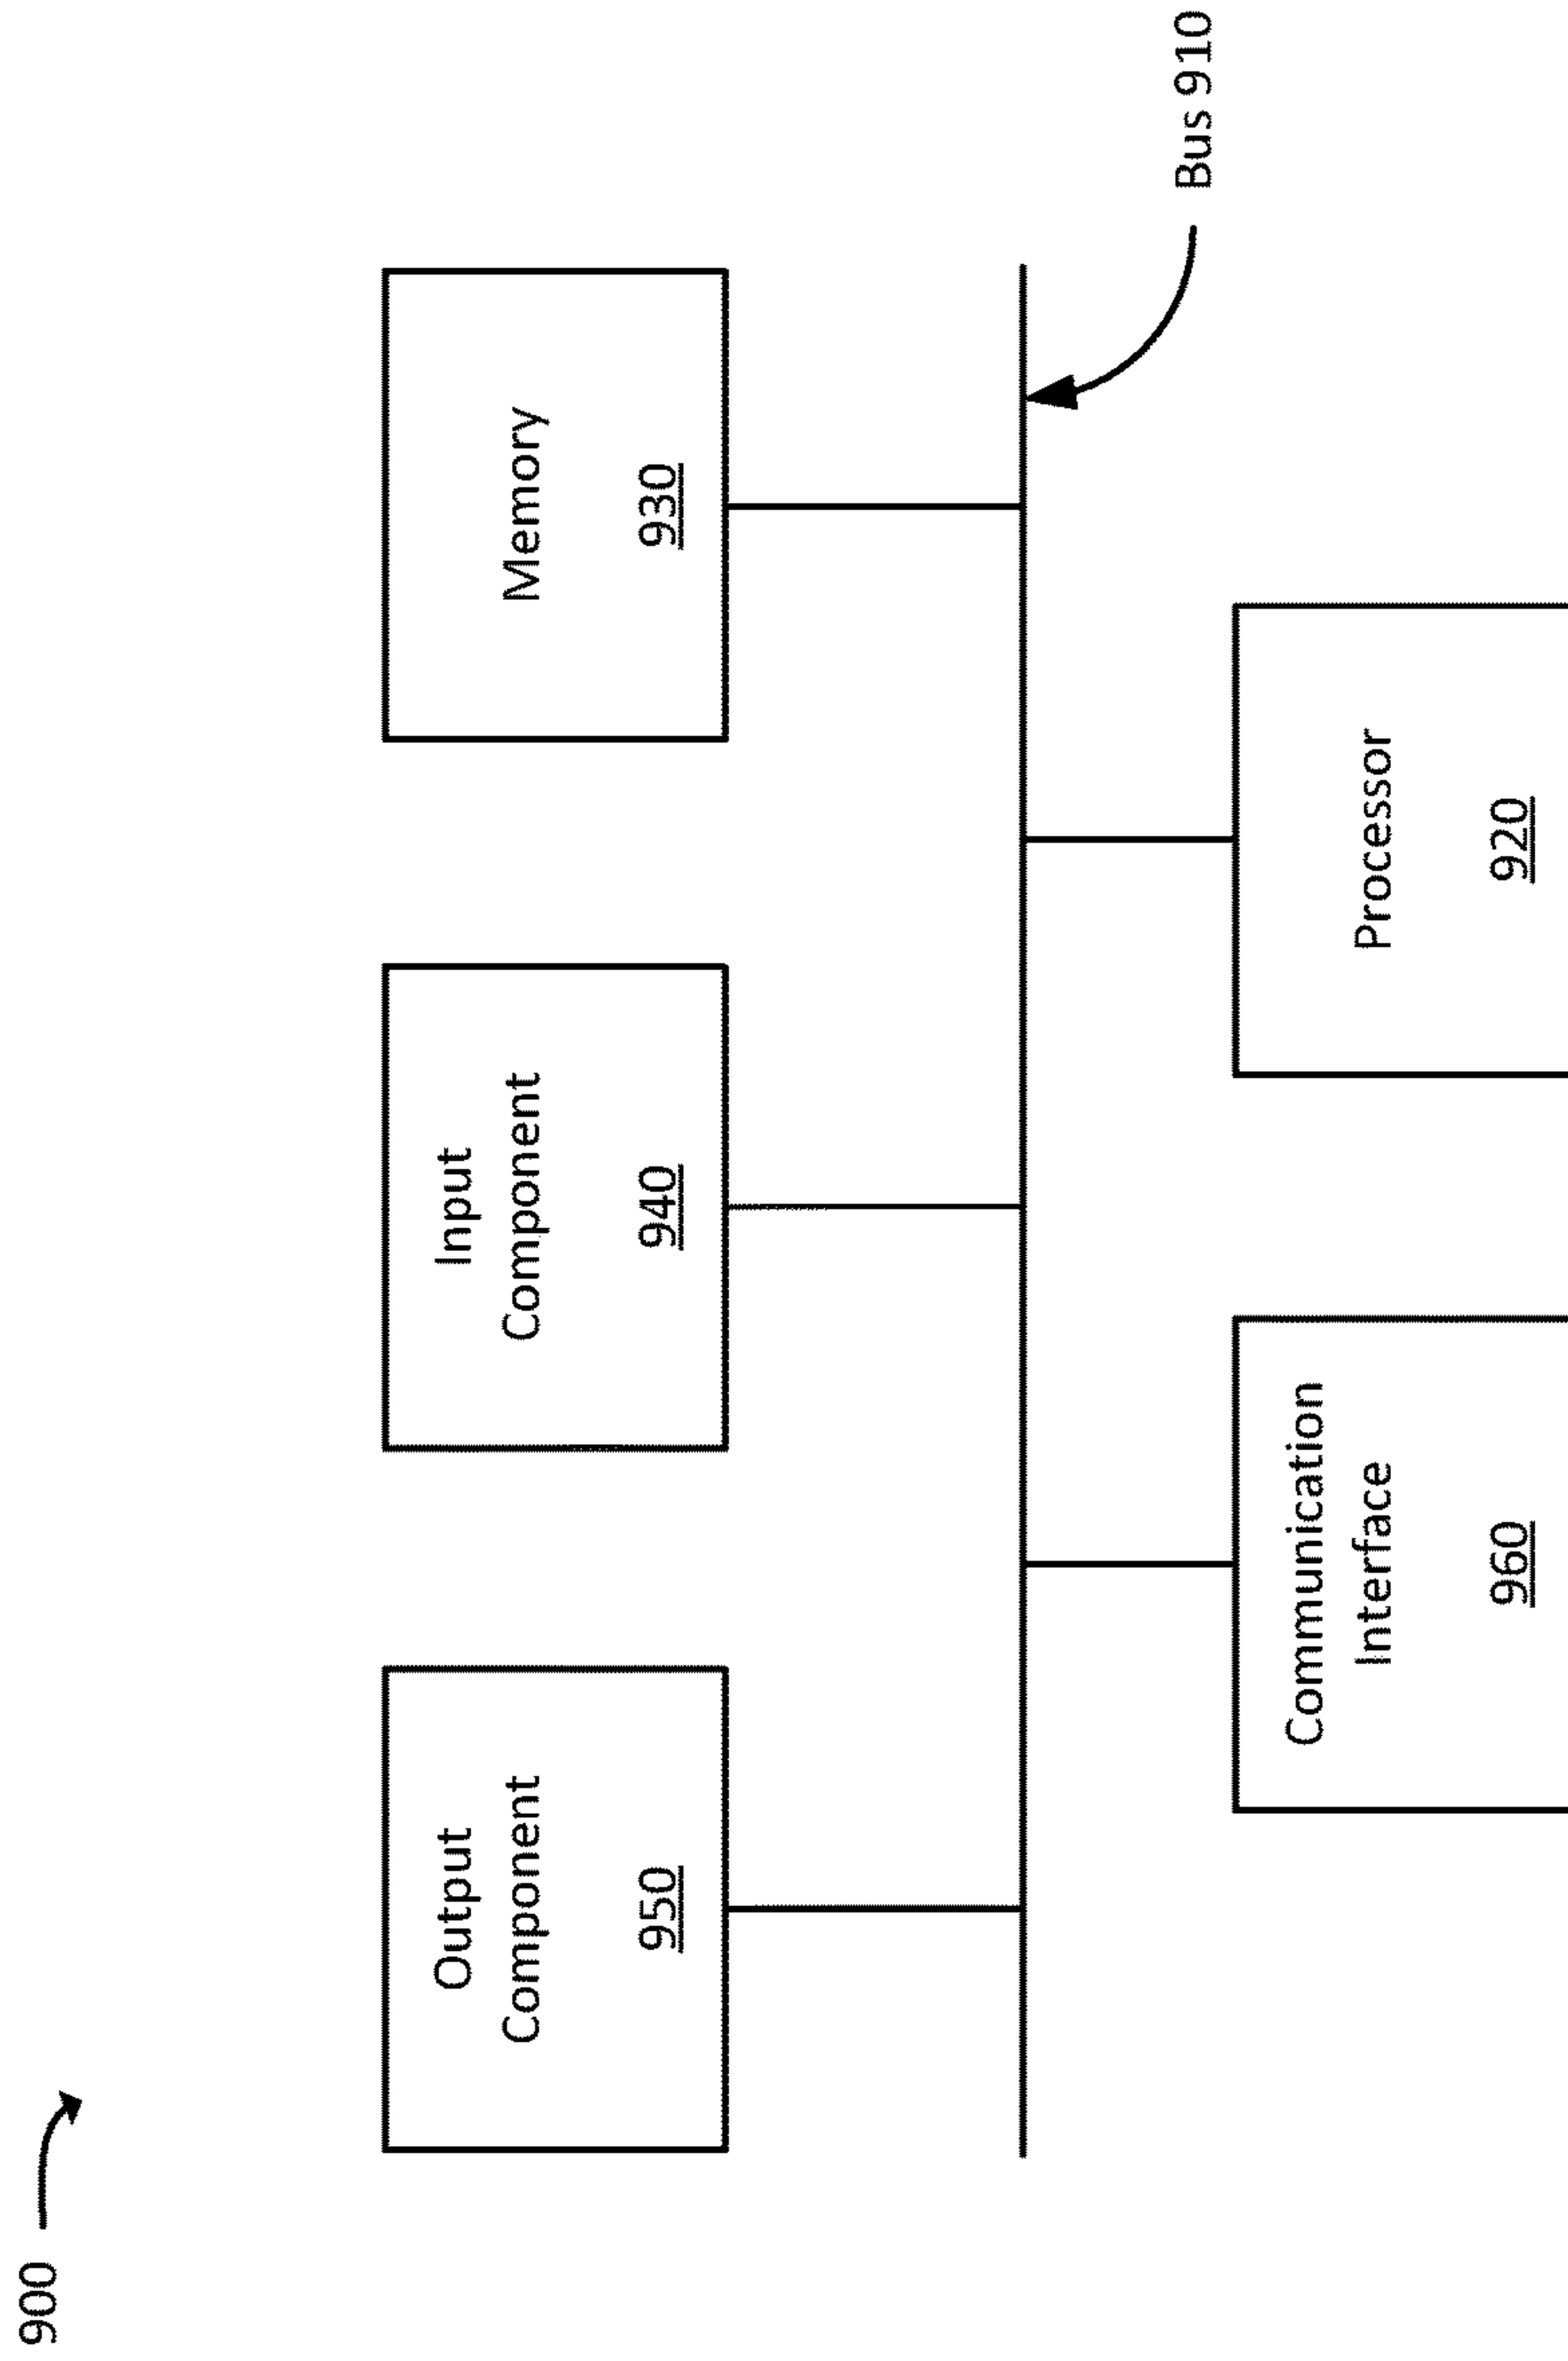 900
Output
Component
950
Input
Component
940
Memory
930
Bus 910
Communication
Interface
960
Processor
920